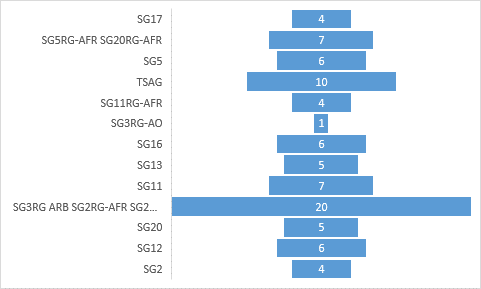 SG17 4
SG5RG-AFR SG20RG-AFR 7
SG5 6
TSAG 10
SG11RG-AFR 4
SG3RG-AO 1
SG16 6
SG13 5
SG11 7
SG3RG ARB SG2RG-AFR SG2... 20
SG20 5
SG12 6
SG2 4